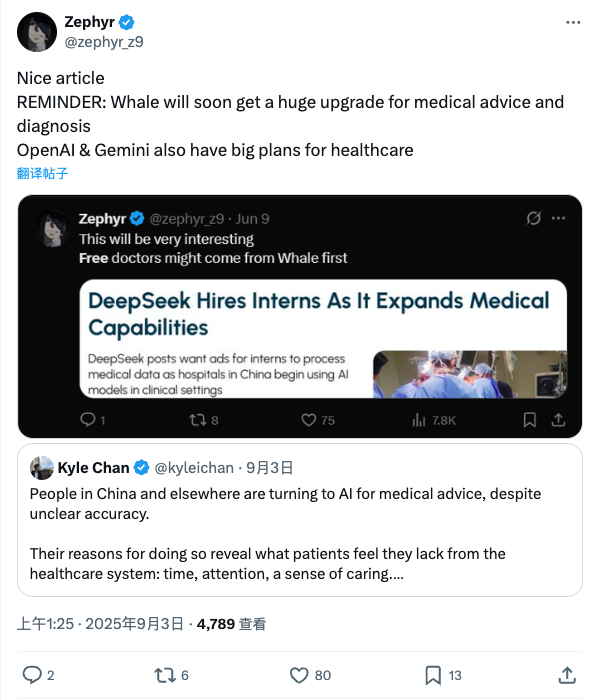 Zephyr
@zephyr_z9
Nice article
REMINDER: Whale will soon get a huge upgrade for medical advice and
diagnosis
OpenAI & Gemini also have big plans for healthcare
翻译帖子
Zephyr @zephyr_z9 · Jun 9
This will be very interesting
Free doctors might come from Whale first
DeepSeek Hires Interns As It Expands Medical
Capabilities
DeepSeek posts want ads for interns to process
medical data as hospitals in China begin using AI
models in clinical settings
1 8 75 7.8K
Kyle Chan @kyleichan · 9月3日
People in China and elsewhere are turning to AI for medical advice, despite
unclear accuracy.
Their reasons for doing so reveal what patients feel they lack from the
healthcare system: time, attention, a sense of caring....
上午1:25 · 2025年9月3日 · 4,789 查看
2 6 80 13